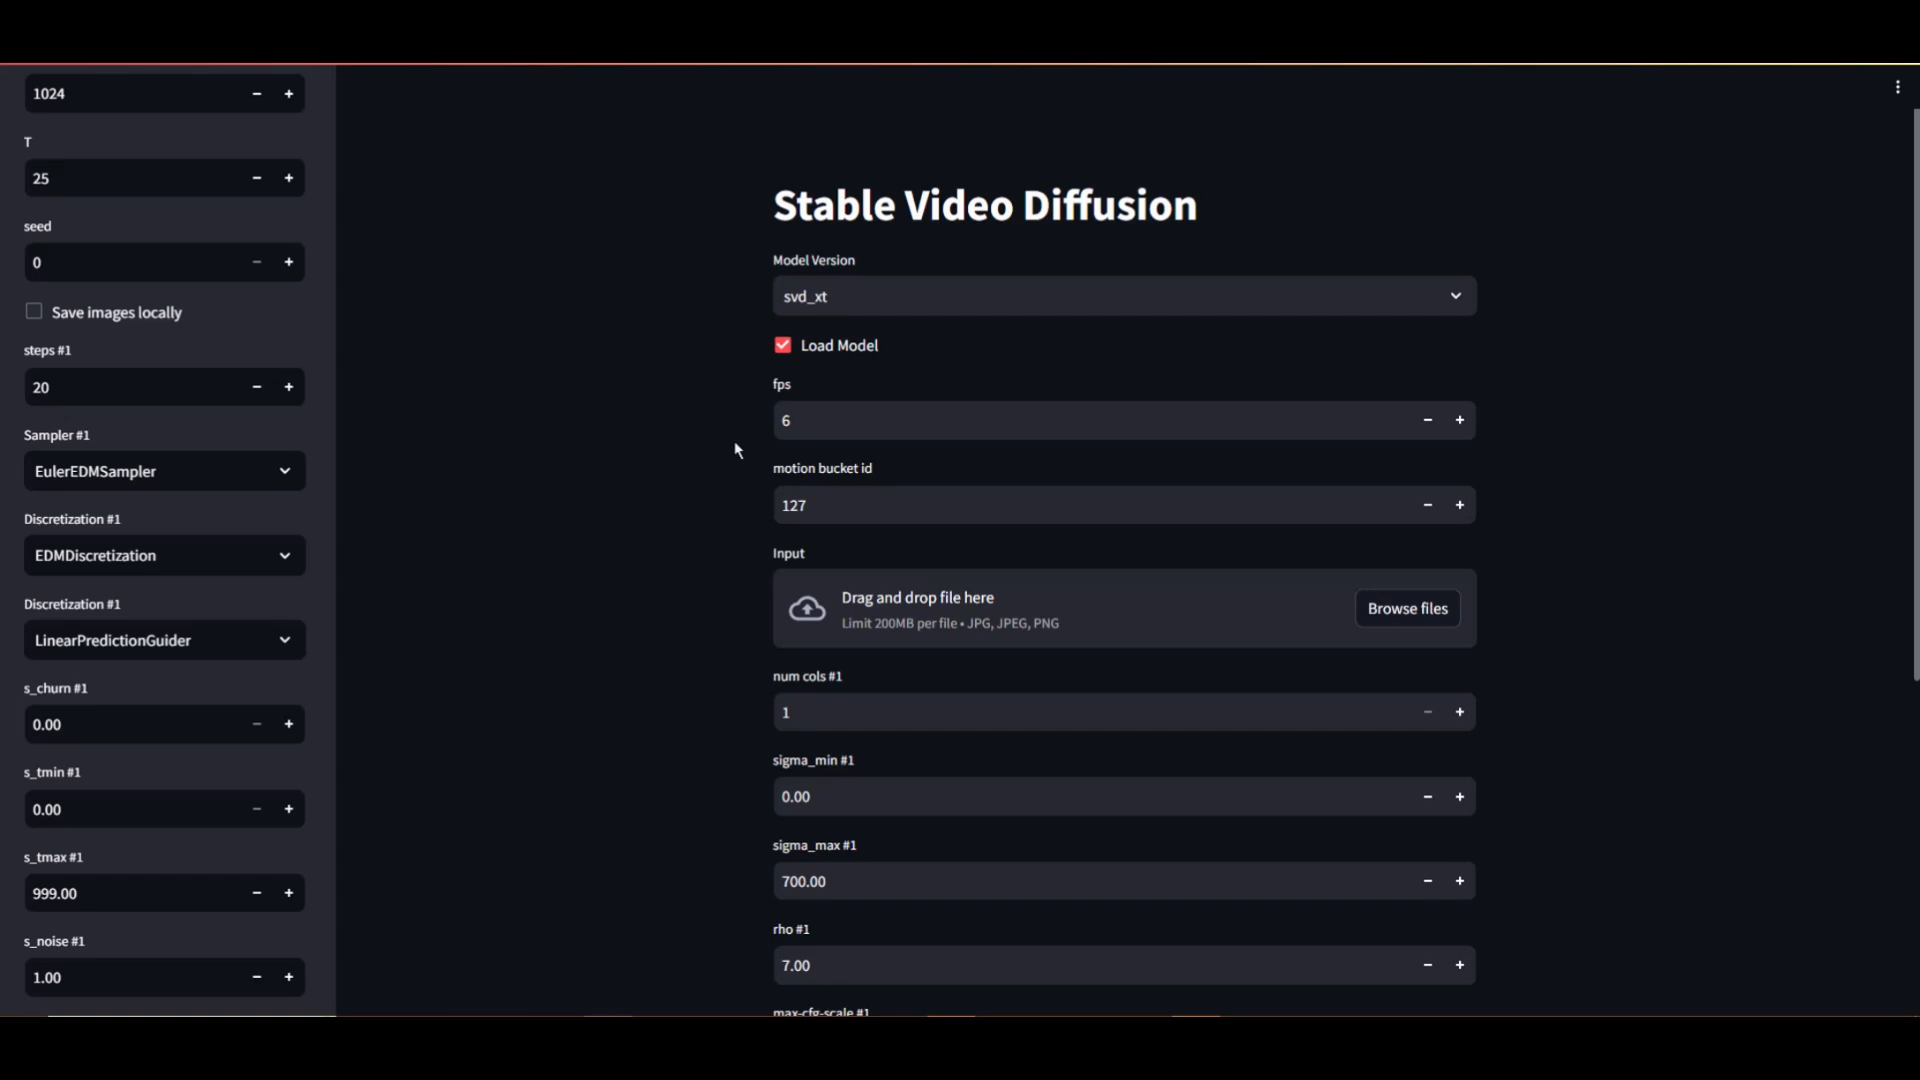 1024
T
25
seed
0
Save images locally
steps #1
20
Sampler #1
EulerEDMSampler
Discretization #1
EDMDiscretization
Discretization #1
LinearPredictionGuider
s_churn #1
0.00
s_tmin #1
0.00
s_tmax #1
999.00
s_noise #1
1.00
Stable Video Diffusion
Model Version
svd_xt
Load Model
fps
6
motion bucket id
127
Input
Drag and drop file here
Limit 200MB per file • JPG, JPEG, PNG
Browse files
num cols #1
1
sigma_min #1
0.00
sigma_max #1
700.00
rho #1
7.00
max-cfg-scale #1